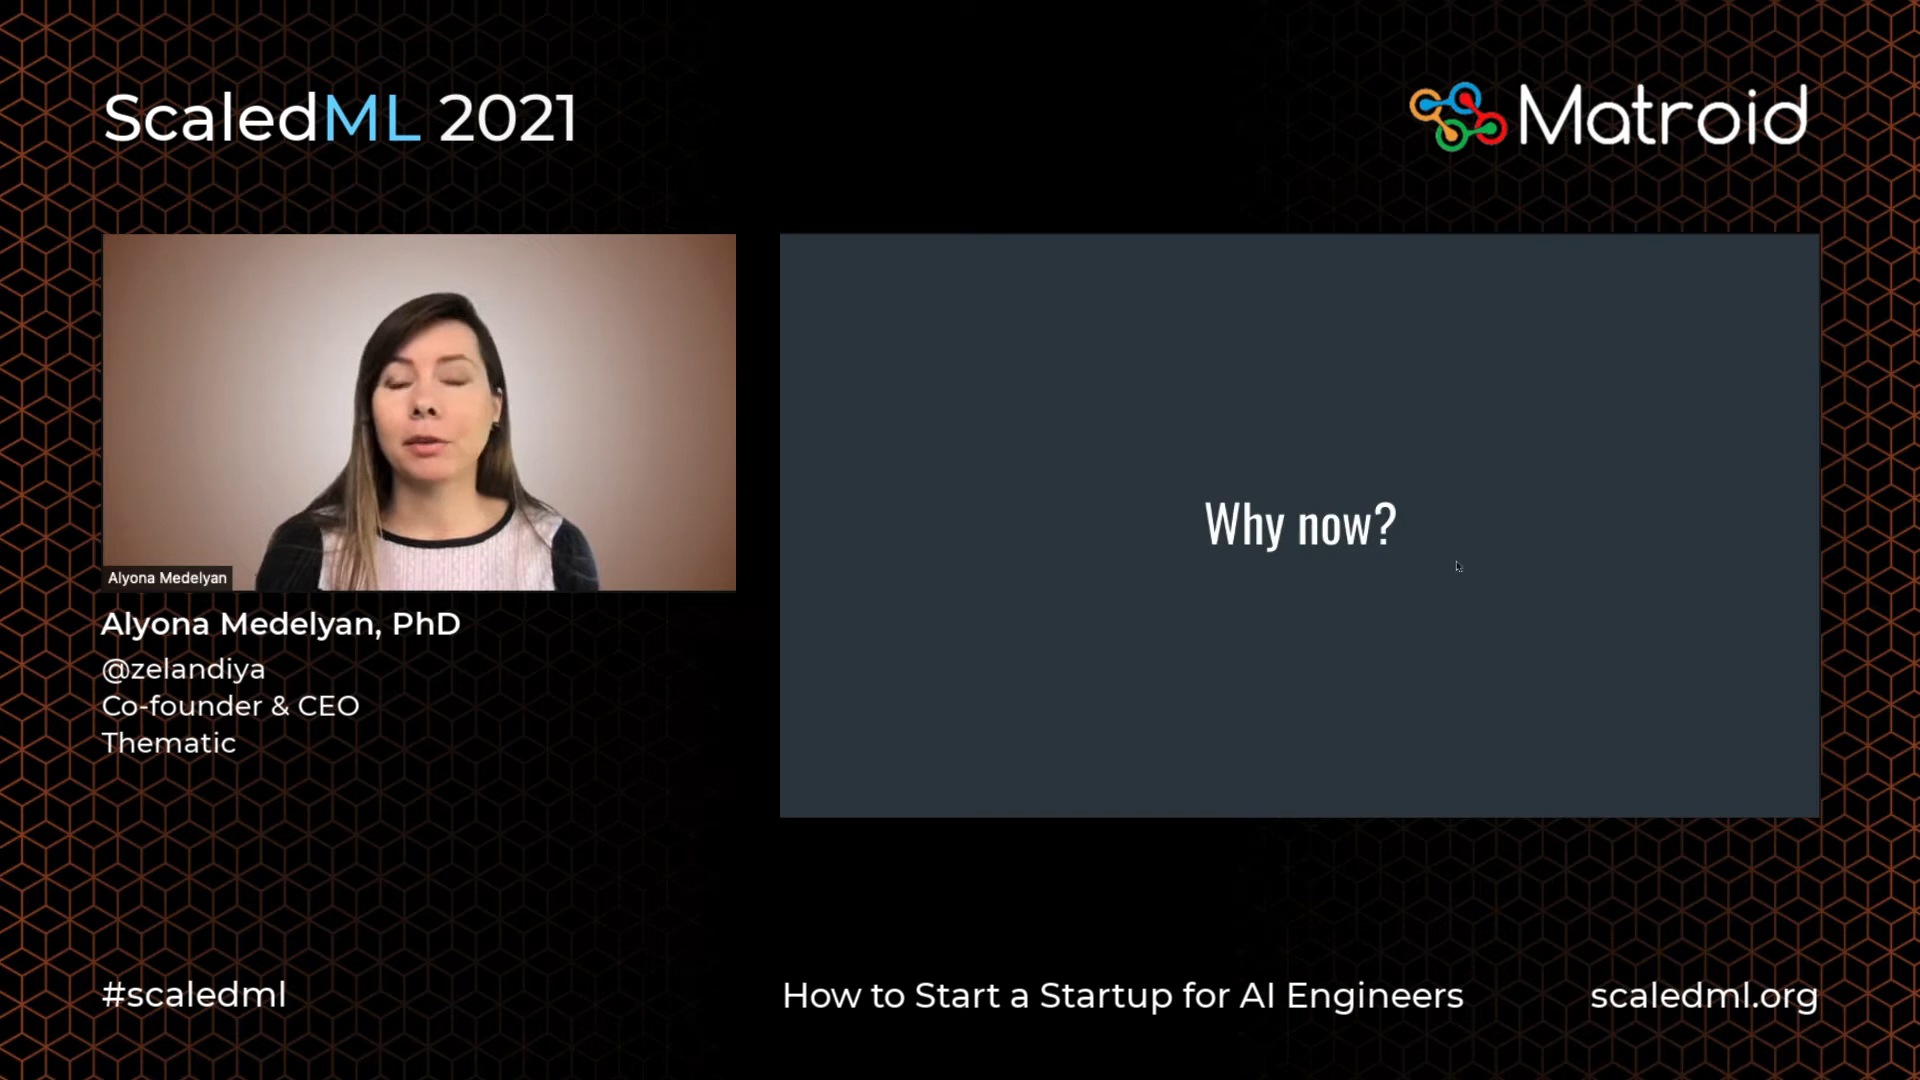 ScaledML 2021
Matroid
Alyona Medelyan
Alyona Medelyan, PhD
@zelandiya
Co-founder & CEO
Thematic
Why now?
#scaledml
How to Start a Startup for AI Engineers
scaledml.org